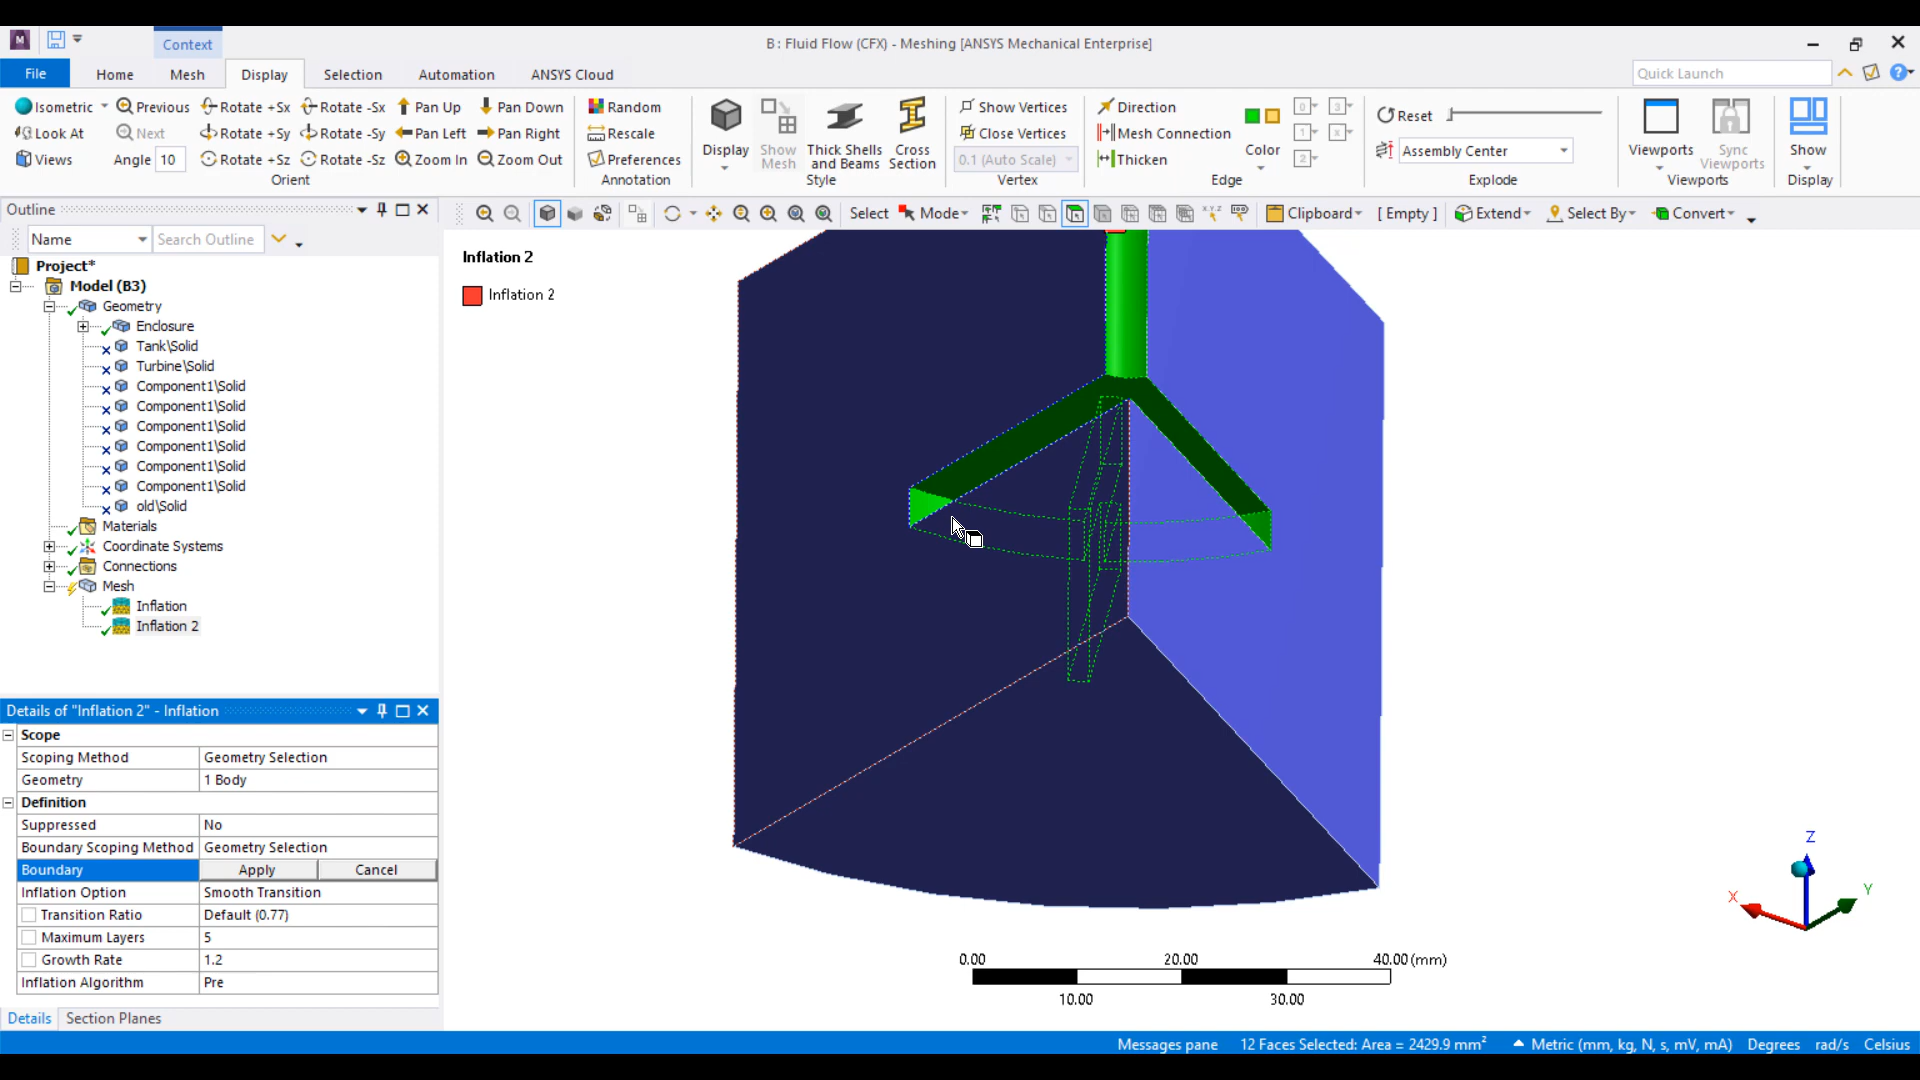 M
Context
B : Fluid Flow (CFX) - Meshing [ANSYS Mechanical Enterprise]
File Home Mesh Display Selection Automation ANSYS Cloud
Quick Launch
Isometric Previous Rotate +Sx Rotate -Sx Pan Up Pan Down
Look At Next Rotate +Sy Rotate -Sy Pan Left Pan Right
Views Angle 10 Rotate +Sz Rotate -Sz Zoom In Zoom Out
Orient
Random
Rescale
Preferences
Annotation
Display
Show Mesh
Thick Shells and Beams
Cross Section
Style
Show Vertices
Close Vertices
0.1 (Auto Scale)
Vertex
Direction
Mesh Connection
Thicken
Color
Edge
Reset
Assembly Center
Explode
Viewports
Sync Viewports
Viewports
Show
Display
Outline
Name Search Outline
Select Mode Clipboard [ Empty ] Extend Select By Convert
Project*
Model (B3)
Geometry
Enclosure
Tank\Solid
Turbine\Solid
Component1\Solid
Component1\Solid
Component1\Solid
Component1\Solid
Component1\Solid
Component1\Solid
old\Solid
Materials
Coordinate Systems
Connections
Mesh
Inflation
Inflation 2
Inflation 2
Inflation 2
Details of "Inflation 2" - Inflation
Scope
Scoping Method Geometry Selection
Geometry 1 Body
Definition
Suppressed No
Boundary Scoping Method Geometry Selection
Boundary Apply Cancel
Inflation Option Smooth Transition
Transition Ratio Default (0.77)
Maximum Layers 5
Growth Rate 1.2
Inflation Algorithm Pre
Details Section Planes
0.00 20.00 40.00 (mm)
10.00 30.00
Z
X
Y
Messages pane 12 Faces Selected: Area = 2429.9 mm² Metric (mm, kg, N, s, mV, mA) Degrees rad/s Celsius